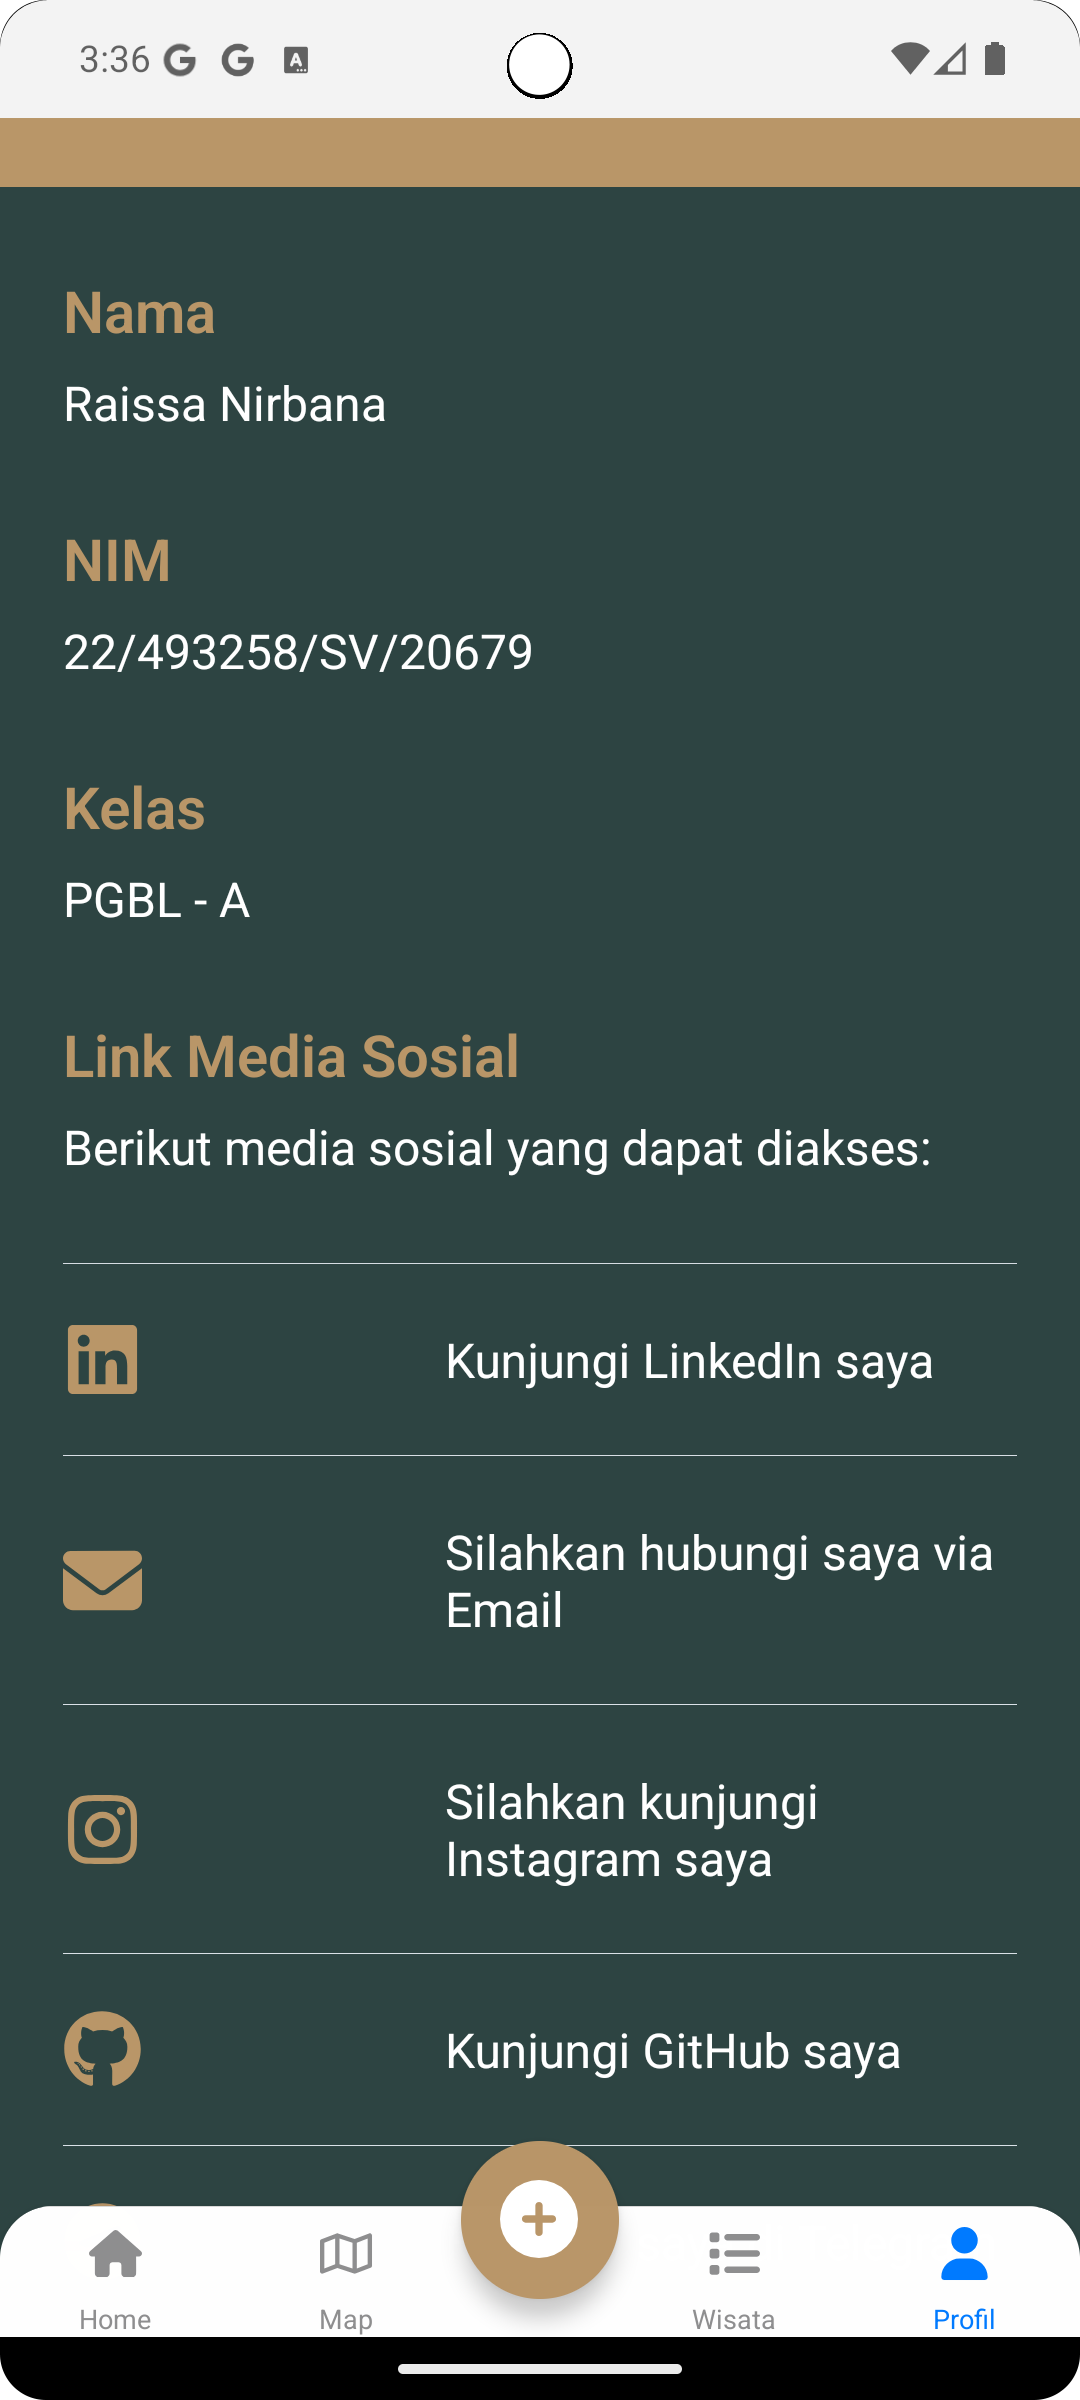 3:36
Nama
Raissa Nirbana
NIM
22/493258/SV/20679
Kelas
PGBL - A
Link Media Sosial
Berikut media sosial yang dapat diakses:
Kunjungi LinkedIn saya
Silahkan hubungi saya via
Email
Silahkan kunjungi
Instagram saya
Kunjungi GitHub saya
Home
Map
Wisata
Profil